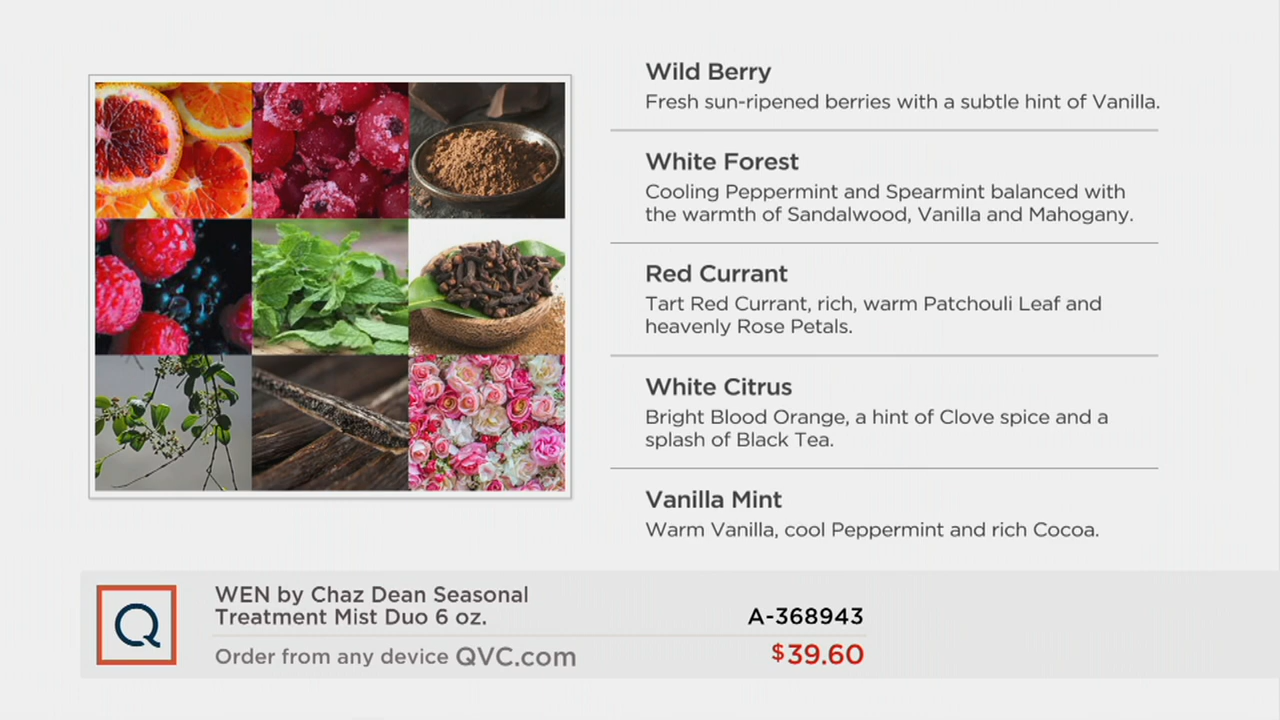 Wild Berry
Fresh sun-ripened berries with a subtle hint of Vanilla.
White Forest
Cooling Peppermint and Spearmint balanced with
the warmth of Sandalwood, Vanilla and Mahogany.
Red Currant
Tart Red Currant, rich, warm Patchouli Leaf and
heavenly Rose Petals.
White Citrus
Bright Blood Orange, a hint of Clove spice and a
splash of Black Tea.
Vanilla Mint
Warm Vanilla, cool Peppermint and rich Cocoa.
Q
WEN by Chaz Dean Seasonal
Treatment Mist Duo 6 oz.
A-368943
Order from any device QVC.com
$39.60